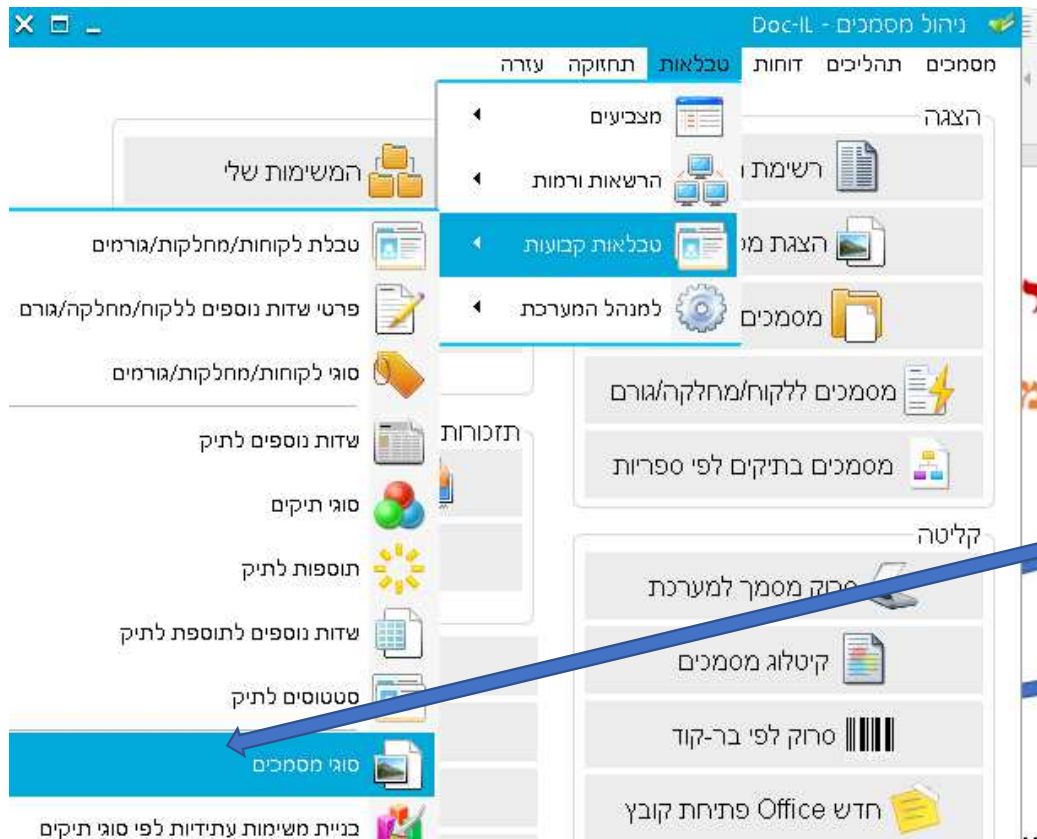 ניהול מסמכים - Doc-IL
מסמכים תהליכים דוחות טבלאות תחזוקה עזרה
הצגה
רשימת
הצגת
מסמכים
מסמכים ללקוח/מחלקה/גורם
מסמכים בתיקים לפי ספריות
קליטה
סרוק מסמך למערכת
קיטלוג מסמכים
סרוק לפי בר-קוד
חדש Office פתיחת קובץ
מצביעים
הרשאות ורמות
טבלאות קבועות
למנהל המערכת
המשימות שלי
תזכורות
טבלת לקוחות/מחלקות/גורמים
פרטי שדות נוספים ללקוח/מחלקה/גורם
סוגי לקוחות/מחלקות/גורמים
שדות נוספים לתיק
סוגי תיקים
תוספות לתיק
שדות נוספים לתוספת לתיק
סטטוסים לתיק
סוגי מסמכים
בניית משימות עתידיות לפי סוגי תיקים